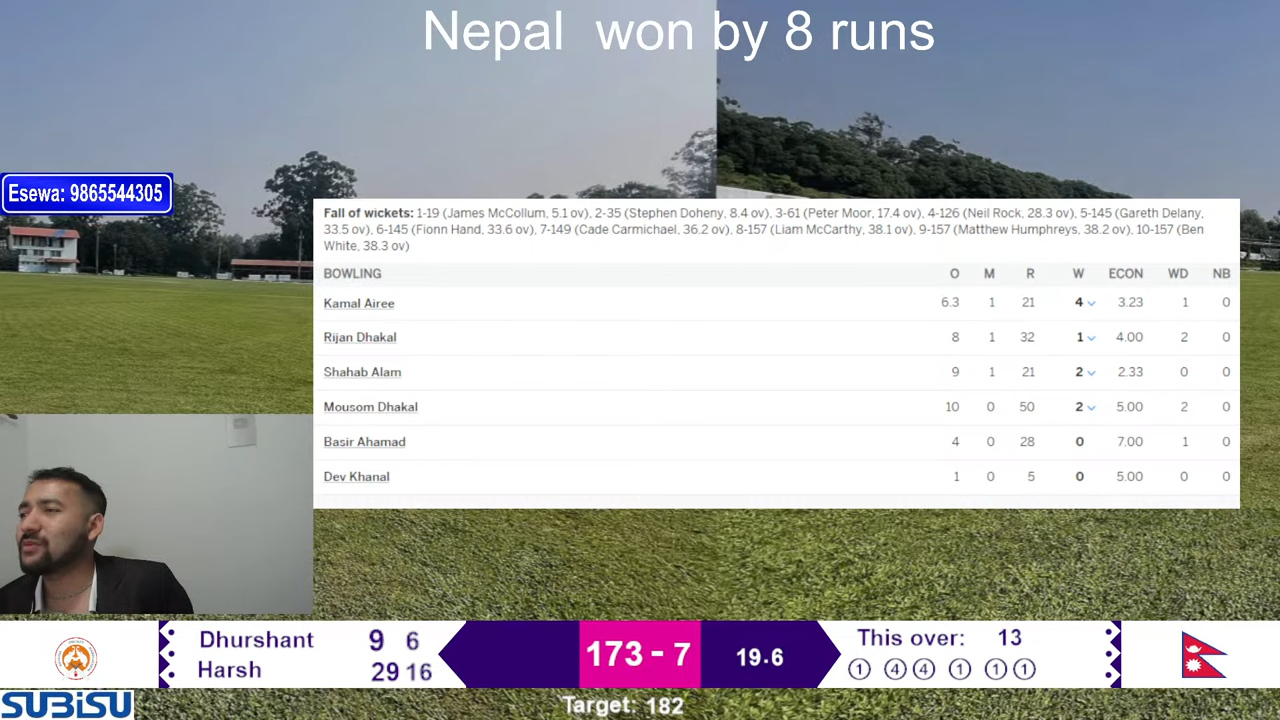 Nepal won by 8 runs
Esewa: 9865544305
Fall of wickets: 1-19 (James McCollum, 5.1 ov), 2-35 (Stephen Doheny, 8.4 ov), 3-61 (Peter Moor, 17.4 ov), 4-126 (Neil Rock, 28.3 ov), 5-145 (Gareth Delany,
33.5 ov), 6-145 (Fionn Hand, 33.6 ov), 7-149 (Cade Carmichael, 36.2 ov), 8-157 (Liam McCarthy, 38.1 ov), 9-157 (Matthew Humphreys, 38.2 ov), 10-157 (Ben
White, 38.3 ov)
BOWLING O M R W ECON WD NB
Kamal Airee 6.3 1 21 4 3.23 1 0
Rijan Dhakal 8 1 32 1 4.00 2 0
Shahab Alam 9 1 21 2 2.33 0 0
Mousom Dhakal 10 0 50 2 5.00 2 0
Basir Ahamad 4 0 28 0 7.00 1 0
Dev Khanal 1 0 5 0 5.00 0 0
Dhurshant 9 6
Harsh 29 16
173 - 7
19.6
This over: 13
1 4 4 1 1 1
SUBiSU
Target: 182